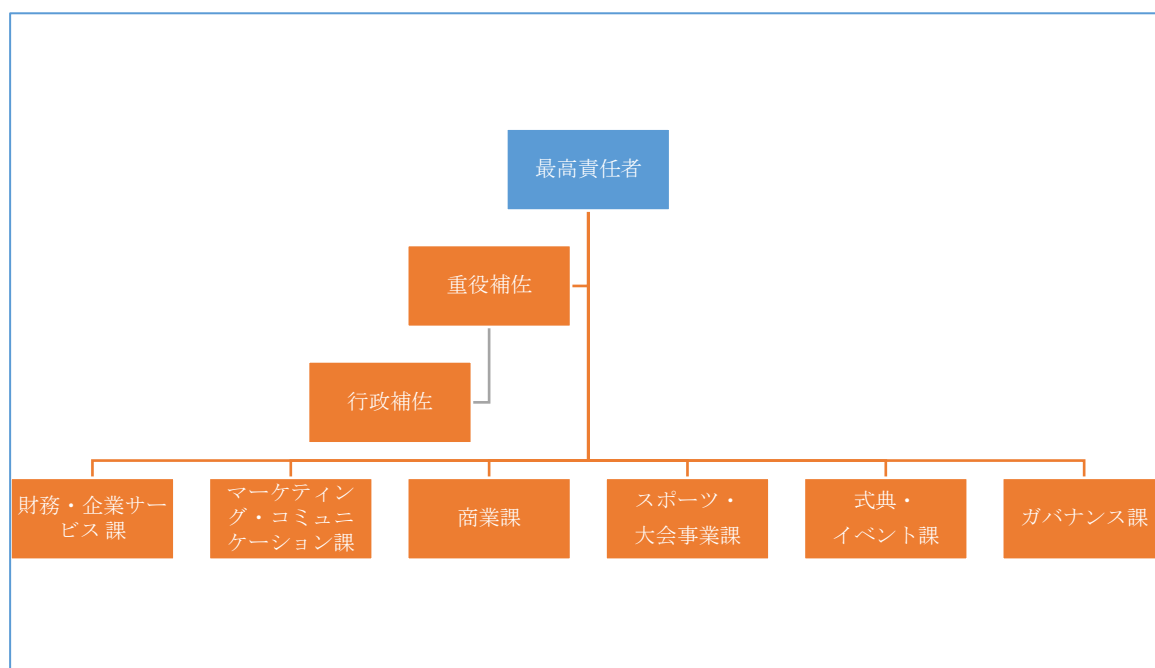 最高責任者
重役補佐
行政補佐
財務・企業サー
ビス 課
マーケティン
グ・コミュニ
ケーション課
商業課
スポーツ・
大会事業課
式典・
イベント課
ガバナンス課